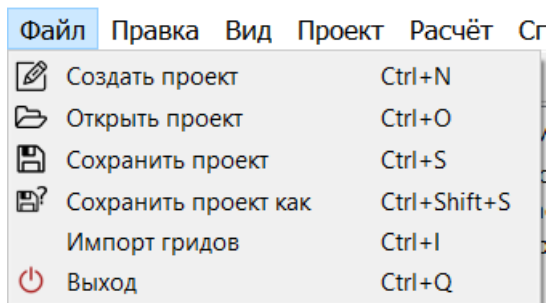 Файл Правка Вид Проект Расчёт
Создать проект Ctrl+N
Открыть проект Ctrl+O
Сохранить проект Ctrl+S
Сохранить проект как Ctrl+Shift+S
Импорт гридов Ctrl+I
Выход Ctrl+Q